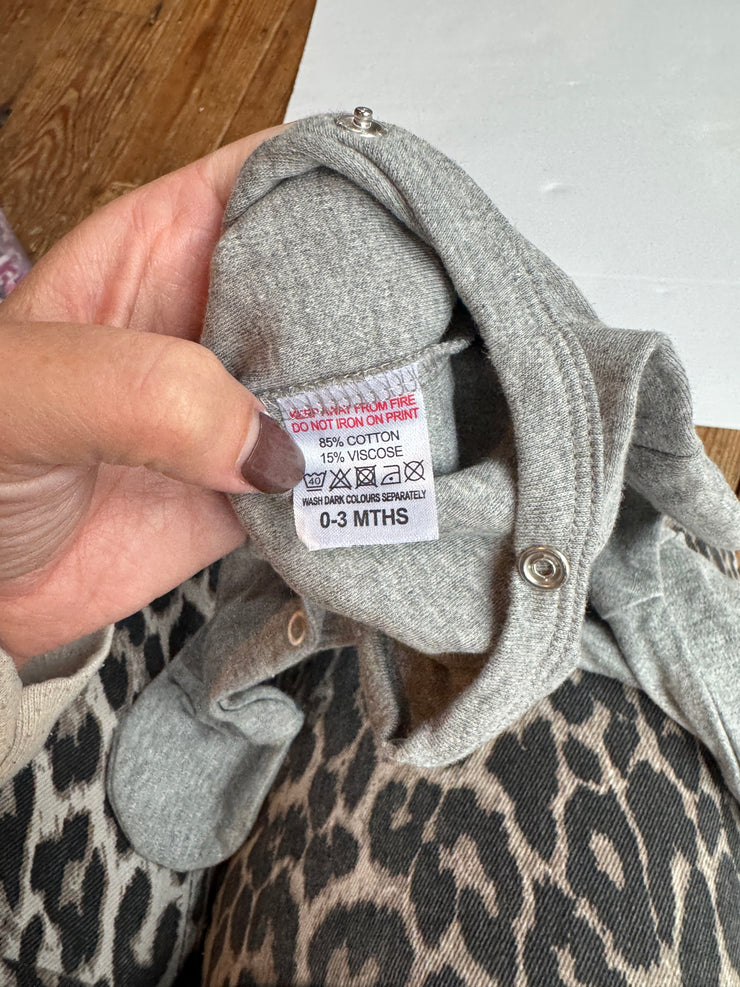 KEEP AWAY FROM FIRE
DO NOT IRON ON PRINT
85% COTTON
15% VISCOSE
40
WASH DARK COLOURS SEPARATELY
0-3 MTHS